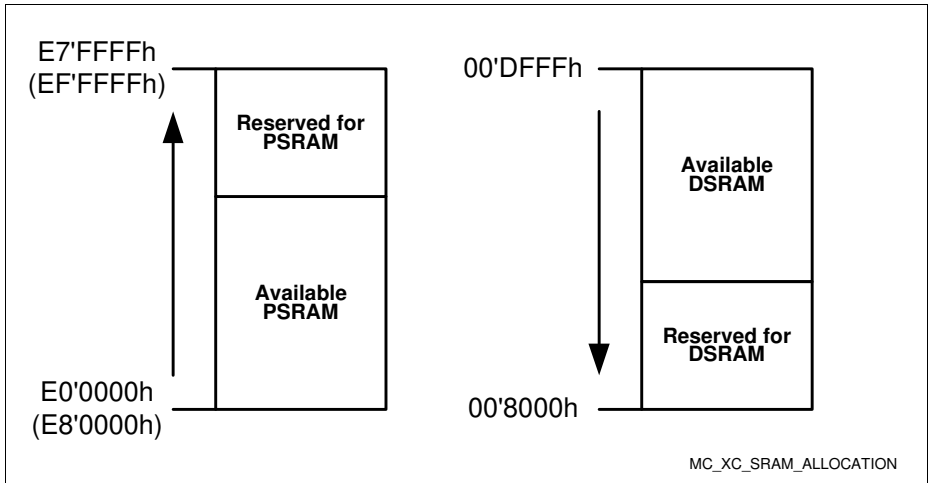 E7'FFFFh
(EF'FFFFh)
Reserved for
PSRAM
Available
PSRAM
E0'0000h
(E8'0000h)
00'DFFFh
Available
DSRAM
Reserved for
DSRAM
00'8000h
MC_XC_SRAM_ALLOCATION